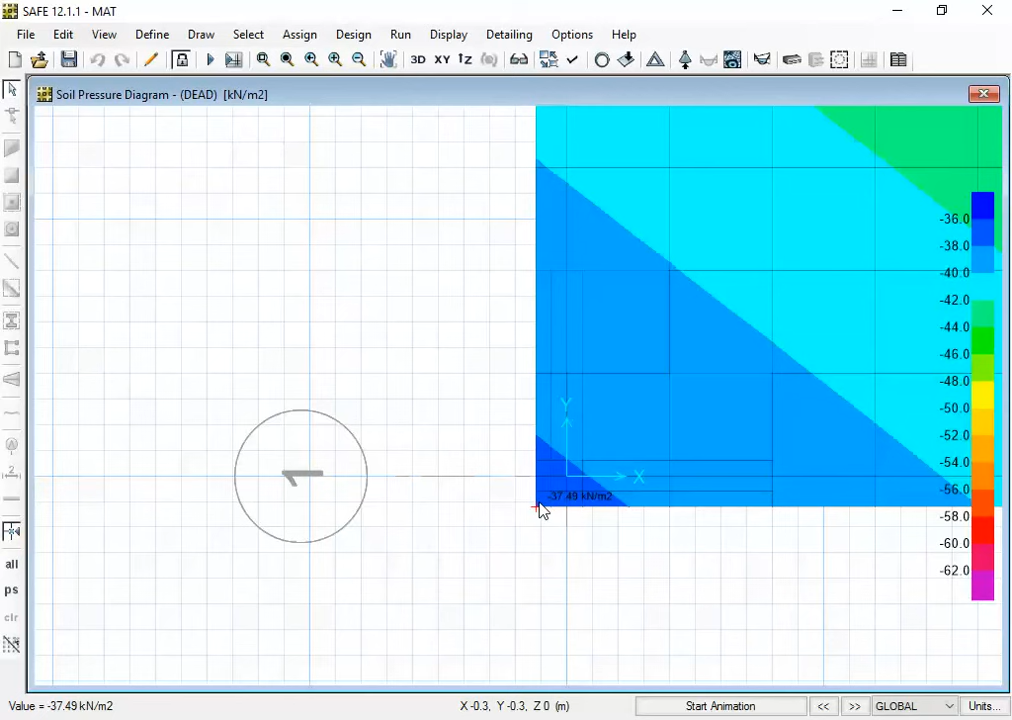 SAFE 12.1.1 - MAT
File Edit View Define Draw Select Assign Design Run Display Detailing Options Help
3D XY ↑Z
Soil Pressure Diagram - (DEAD) [kN/m2]
-36.0
-38.0
-40.0
-42.0
-44.0
-46.0
-48.0
-50.0
-52.0
-54.0
-56.0
-58.0
-60.0
-62.0
Y
X
1
-37.49 kN/m2
2
all
ps
clr
Value = -37.49 kN/m2 X -0.3, Y -0.3, Z 0 (m) Start Animation << >> GLOBAL Units...